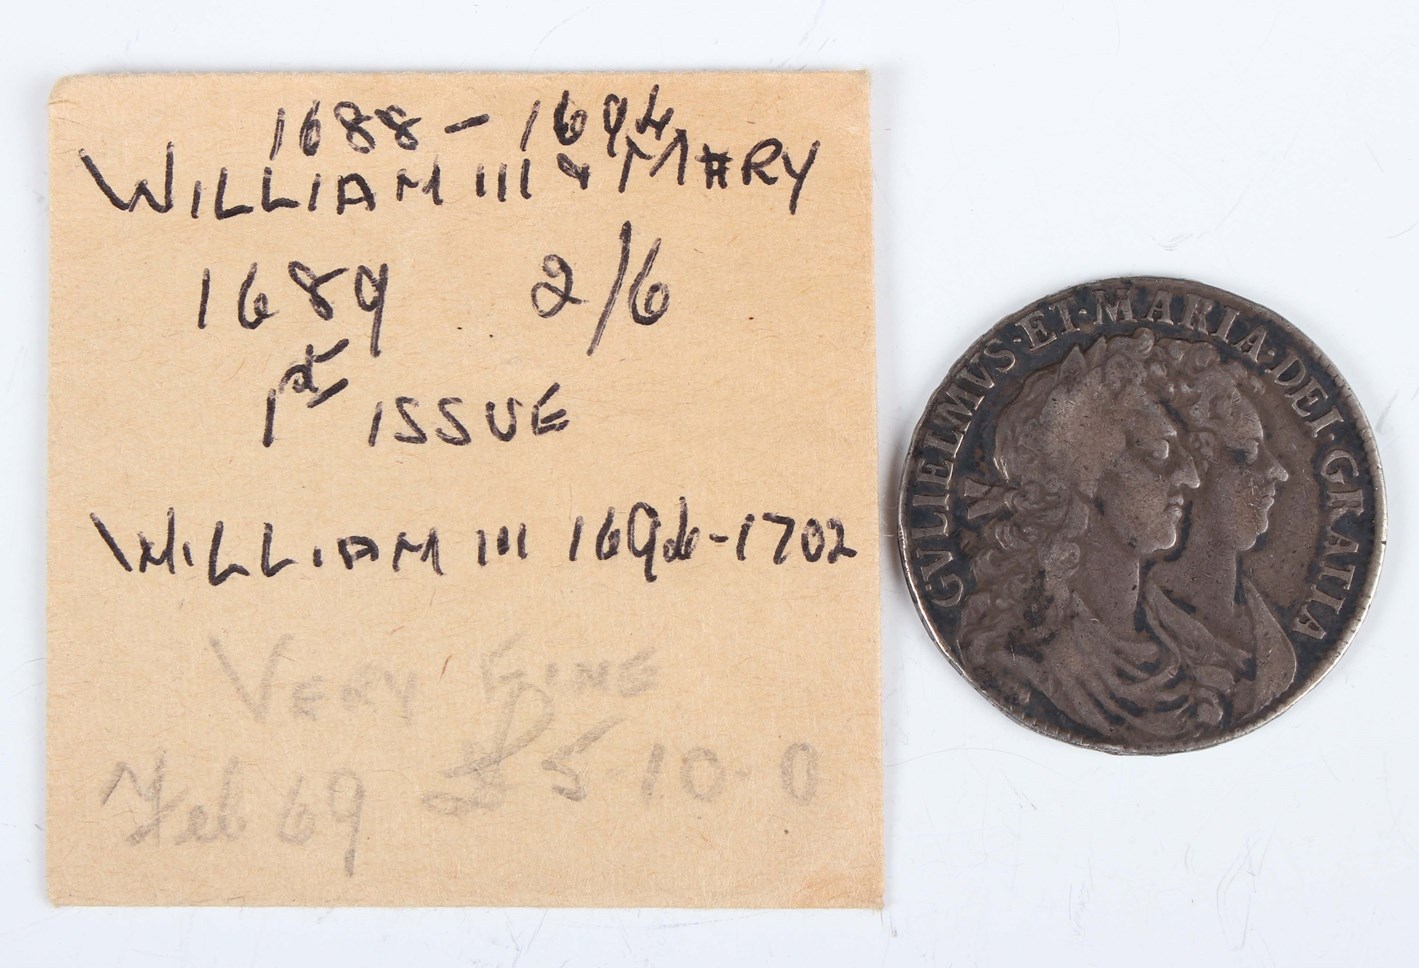 1688 - 1694
WILLIAM III & MARY
1689 2/6
1st ISSUE
WILLIAM III 1694-1702
VERY FINE
Feb 69 £5-10-0
GVLIELMVS·ET·MARIA·DEI·GRATIA